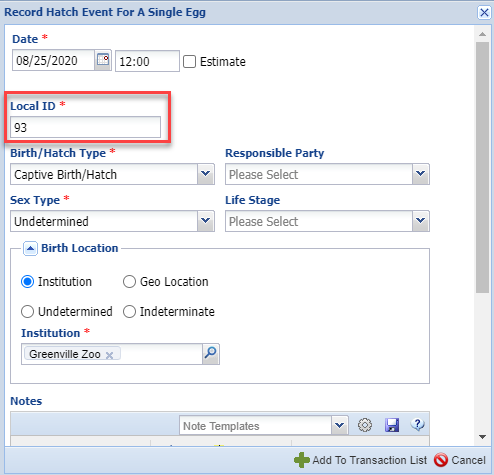 Record Hatch Event For A Single Egg
Date *
08/25/2020 12:00 Estimate
Local ID *
93
Birth/Hatch Type * Responsible Party
Captive Birth/Hatch Please Select
Sex Type * Life Stage
Undetermined Please Select
Birth Location
Institution Geo Location
Undetermined Indeterminate
Institution *
Greenville Zoo
Notes
Note Templates
Add To Transaction List Cancel